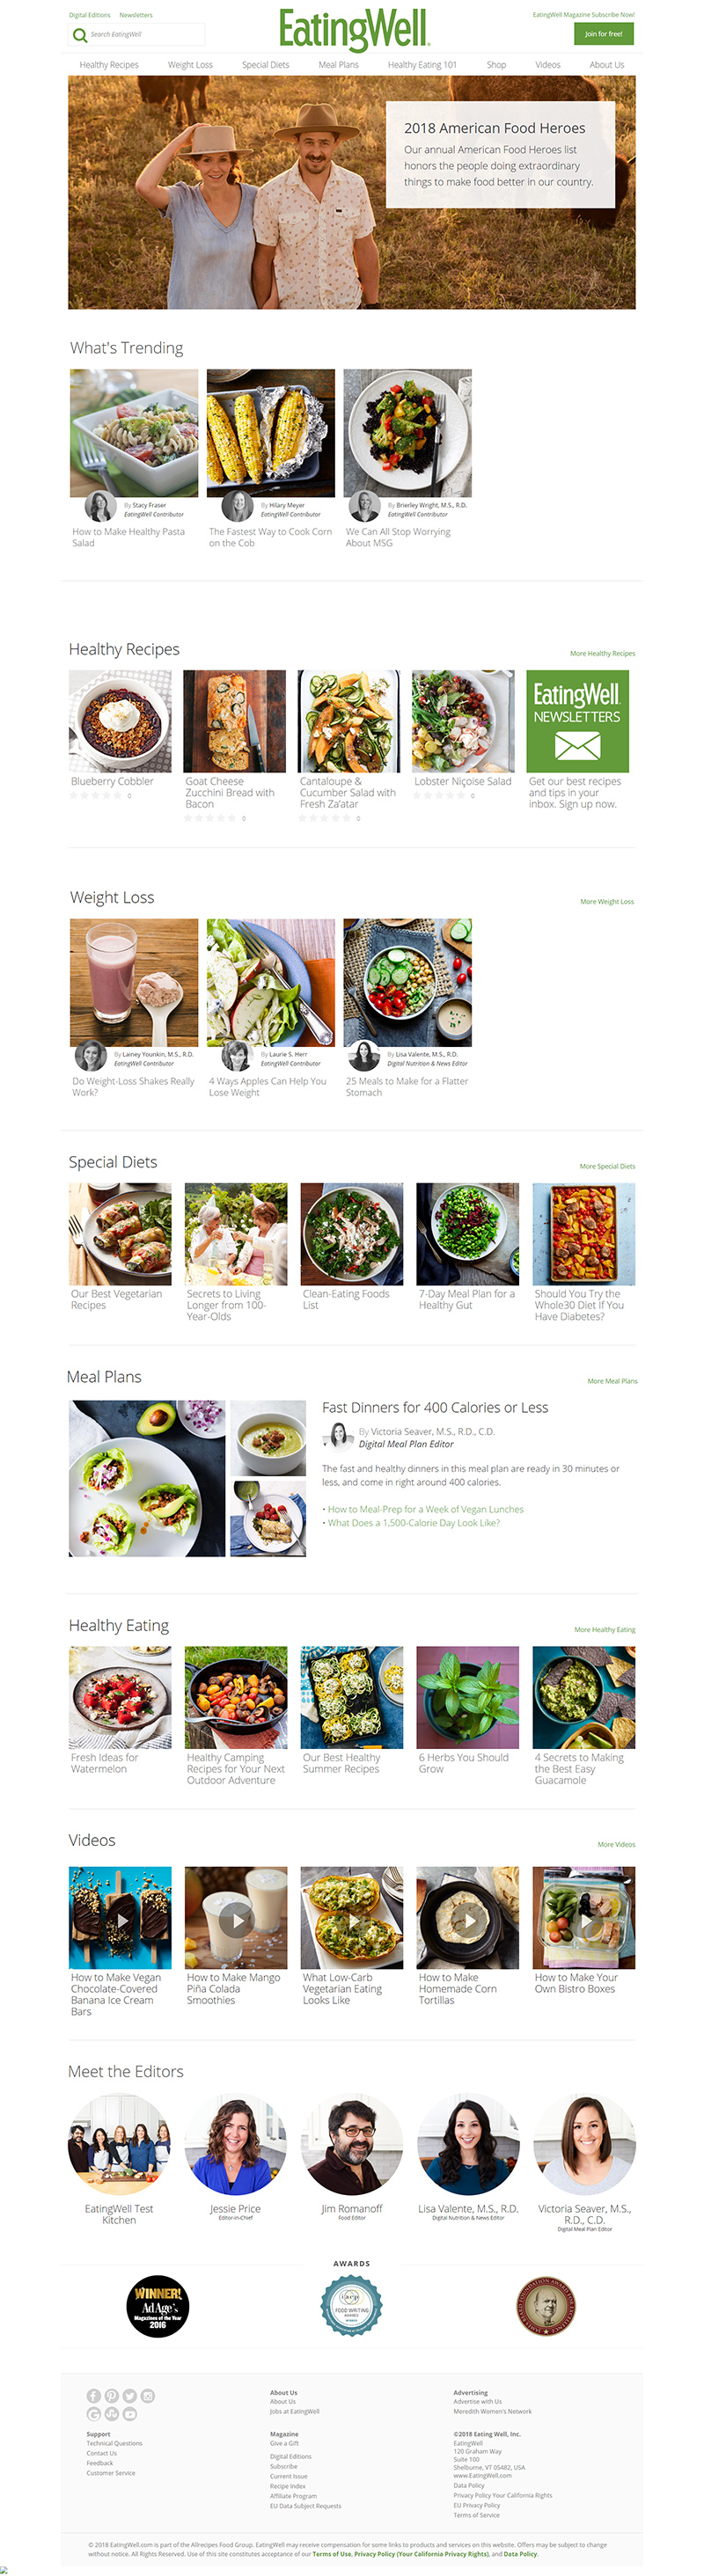 Digital Editions Newsletters
EatingWell Magazine Subscribe Now!
Search EatingWell
EatingWell
Join for free!
Healthy Recipes Weight Loss Special Diets Meal Plans Healthy Eating 101 Shop Videos About Us
2018 American Food Heroes
Our annual American Food Heroes list
honors the people doing extraordinary
things to make food better in our country.
What's Trending
By Stacy Fraser
EatingWell Contributor
How to Make Healthy Pasta
Salad
By Hilary Meyer
EatingWell Contributor
The Fastest Way to Cook Corn
on the Cob
By Brierley Wright, M.S., R.D.
EatingWell Contributor
We Can All Stop Worrying
About MSG
Healthy Recipes
More Healthy Recipes
Blueberry Cobbler
0
Goat Cheese
Zucchini Bread with
Bacon
0
Cantaloupe &
Cucumber Salad with
Fresh Za'atar
0
Lobster Niçoise Salad
0
EatingWell
NEWSLETTERS
Get our best recipes
and tips in your
inbox. Sign up now.
Weight Loss
More Weight Loss
By Lainey Younkin, M.S., R.D.
EatingWell Contributor
Do Weight-Loss Shakes Really
Work?
By Laurie S. Herr
EatingWell Contributor
4 Ways Apples Can Help You
Lose Weight
By Lisa Valente, M.S., R.D.
Digital Nutrition & News Editor
25 Meals to Make for a Flatter
Stomach
Special Diets
More Special Diets
Our Best Vegetarian
Recipes
Secrets to Living
Longer from 100-
Year-Olds
Clean-Eating Foods
List
7-Day Meal Plan for a
Healthy Gut
Should You Try the
Whole30 Diet If You
Have Diabetes?
Meal Plans
More Meal Plans
Fast Dinners for 400 Calories or Less
By Victoria Seaver, M.S., R.D., C.D.
Digital Meal Plan Editor
The fast and healthy dinners in this meal plan are ready in 30 minutes or
less, and come in right around 400 calories.
• How to Meal-Prep for a Week of Vegan Lunches
• What Does a 1,500-Calorie Day Look Like?
Healthy Eating
More Healthy Eating
Fresh Ideas for
Watermelon
Healthy Camping
Recipes for Your Next
Outdoor Adventure
Our Best Healthy
Summer Recipes
6 Herbs You Should
Grow
4 Secrets to Making
the Best Easy
Guacamole
Videos
More Videos
How to Make Vegan
Chocolate-Covered
Banana Ice Cream
Bars
How to Make Mango
Piña Colada
Smoothies
What Low-Carb
Vegetarian Eating
Looks Like
How to Make
Homemade Corn
Tortillas
How to Make Your
Own Bistro Boxes
Meet the Editors
EatingWell Test
Kitchen
Jessie Price
Editor-in-Chief
Jim Romanoff
Food Editor
Lisa Valente, M.S., R.D.
Digital Nutrition & News Editor
Victoria Seaver, M.S.,
R.D., C.D.
Digital Meal Plan Editor
AWARDS
WINNER!
Ad Age's
Magazines of the Year
2016
iacp
FOOD WRITING
AWARDS
Support
Technical Questions
Contact Us
Feedback
Customer Service
About Us
About Us
Jobs at EatingWell
Magazine
Give a Gift
Digital Editions
Subscribe
Current Issue
Recipe Index
Affiliate Program
EU Data Subject Requests
Advertising
Advertise with Us
Meredith Women's Network
©2018 Eating Well, Inc.
EatingWell
120 Graham Way
Suite 100
Shelburne, VT 05482, USA
www.EatingWell.com
Data Policy
Privacy Policy Your California Rights
EU Privacy Policy
Terms of Service
© 2018 EatingWell.com is part of the Allrecipes Food Group. EatingWell may receive compensation for some links to products and services on this website. Offers may be subject to change
without notice. All Rights Reserved. Use of this site constitutes acceptance of our Terms of Use, Privacy Policy (Your California Privacy Rights), and Data Policy.